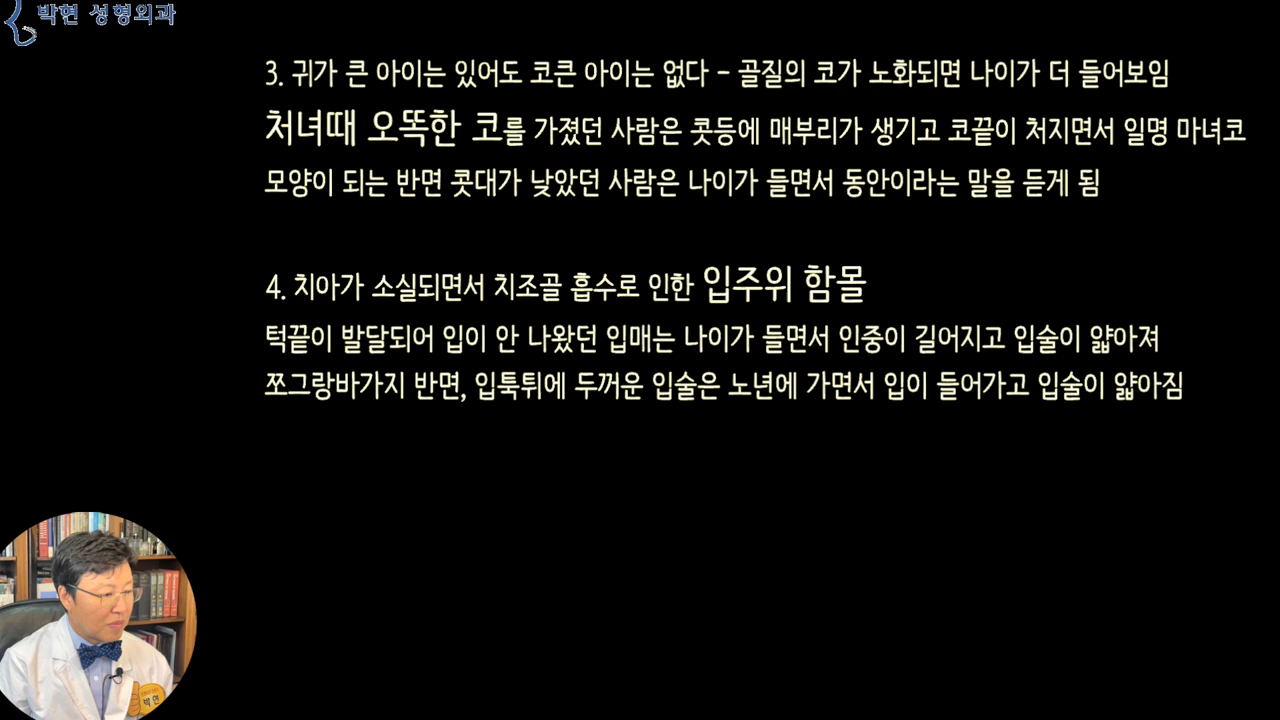 박현 성형외과
3. 귀가 큰 아이는 있어도 코큰 아이는 없다 - 골질의 코가 노화되면 나이가 더 들어보임
처녀때 오똑한 코를 가졌던 사람은 콧등에 매부리가 생기고 코끝이 처지면서 일명 마녀코
모양이 되는 반면 콧대가 낮았던 사람은 나이가 들면서 동안이라는 말을 듣게 됨
4. 치아가 소실되면서 치조골 흡수로 인한 입주위 함몰
턱끝이 발달되어 입이 안 나왔던 입매는 나이가 들면서 인중이 길어지고 입술이 얇아져
쪼그랑바가지 반면, 입툭튀에 두꺼운 입술은 노년에 가면서 입이 들어가고 입술이 얇아짐
박현